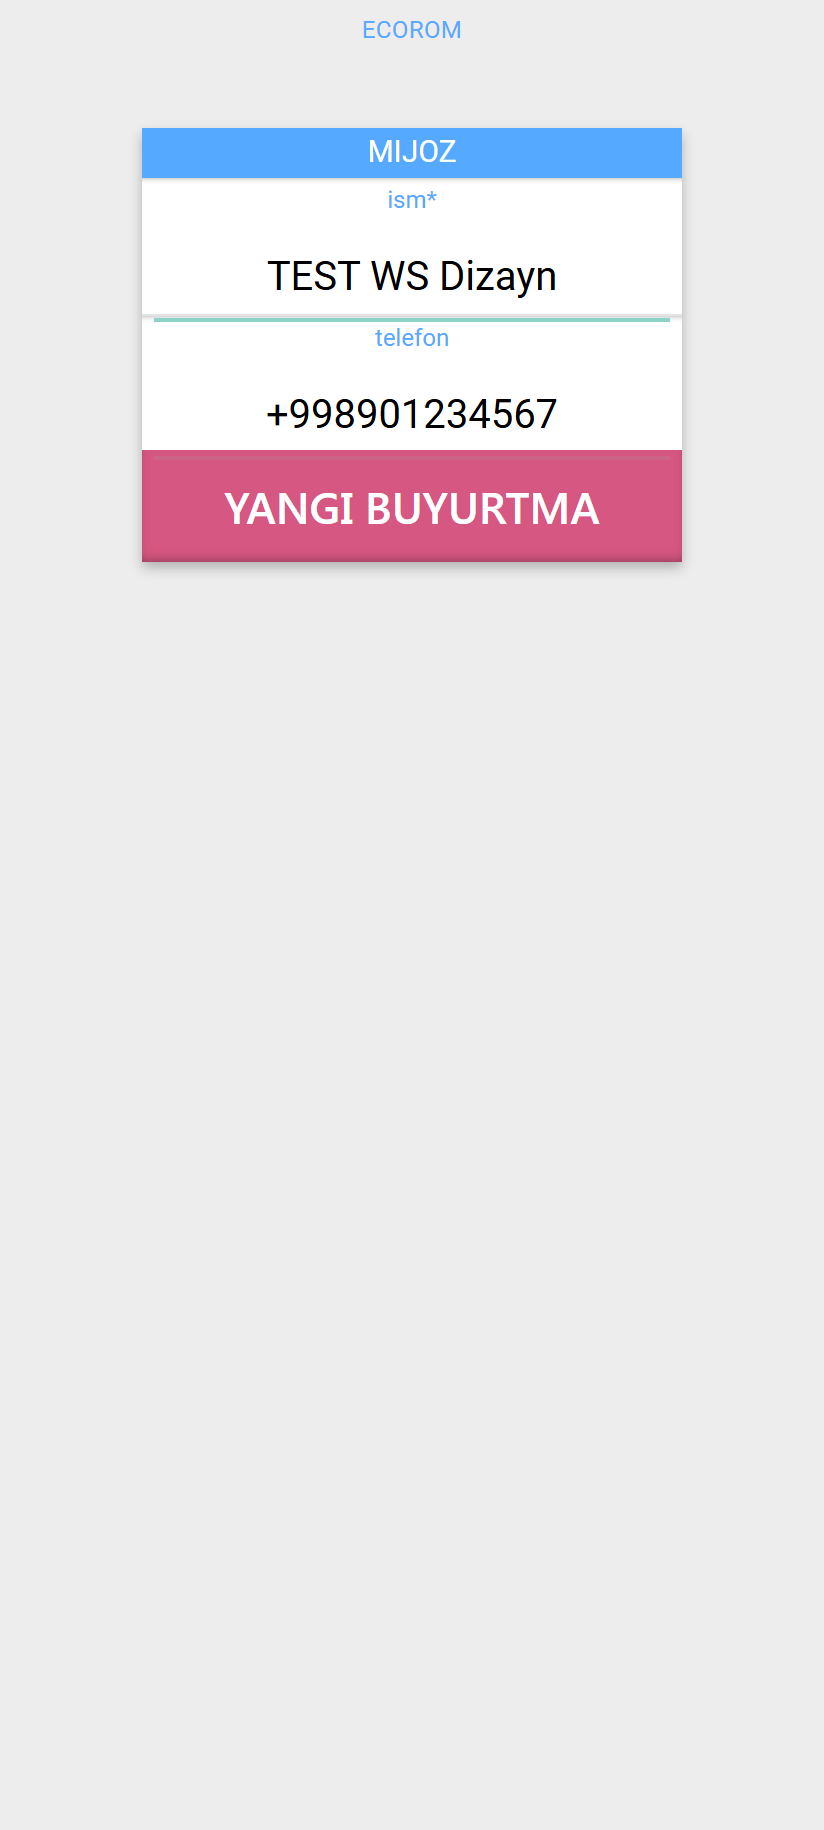 ECOROM
MIJOZ
ism*
TEST WS Dizayn
telefon
+998901234567
YANGI BUYURTMA